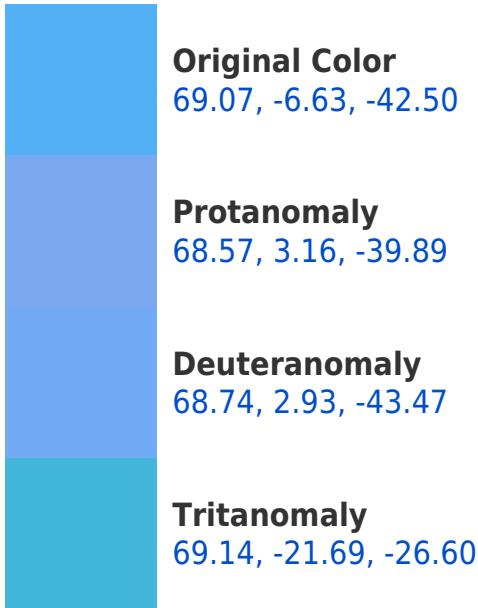 Original Color
69.07, -6.63, -42.50
Protanomaly
68.57, 3.16, -39.89
Deuteranomaly
68.74, 2.93, -43.47
Tritanomaly
69.14, -21.69, -26.60